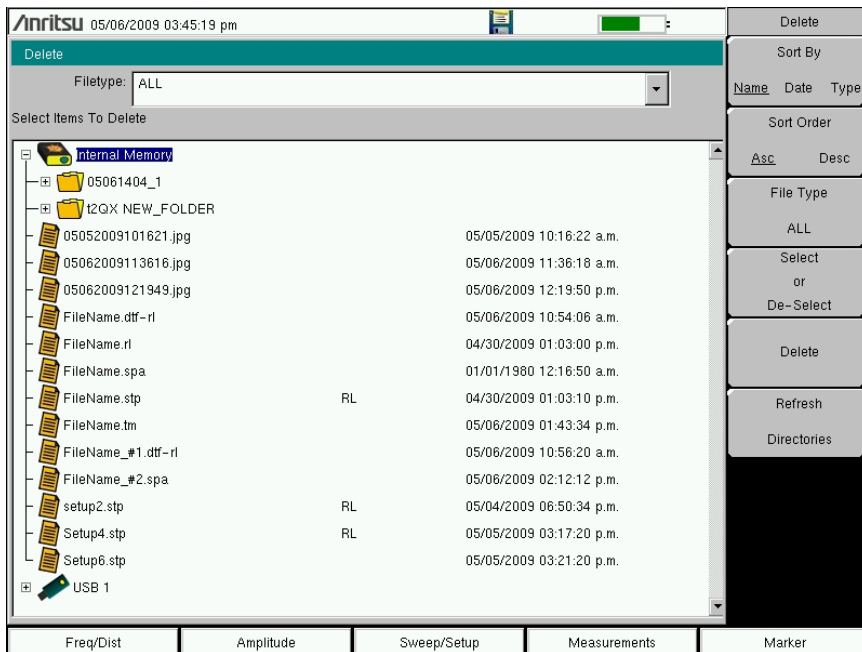 Anritsu 05/06/2009 03:45:19 pm
Delete
Filetype: ALL
Select Items To Delete
Internal Memory
05061404_1
t2QX NEW_FOLDER
05052009101621.jpg 05/05/2009 10:16:22 a.m.
05062009113616.jpg 05/06/2009 11:36:18 a.m.
05062009121949.jpg 05/06/2009 12:19:50 p.m.
FileName.dtf-rl 05/06/2009 10:54:06 a.m.
FileName.rl 04/30/2009 01:03:00 p.m.
FileName.spa 01/01/1980 12:16:50 a.m.
FileName.stp RL 04/30/2009 01:03:10 p.m.
FileName.tm 05/06/2009 01:43:34 p.m.
FileName_#1.dtf-rl 05/06/2009 10:56:20 a.m.
FileName_#2.spa 05/06/2009 02:12:12 p.m.
setup2.stp RL 05/04/2009 06:50:34 p.m.
Setup4.stp RL 05/05/2009 03:17:20 p.m.
Setup6.stp 05/05/2009 03:21:20 p.m.
USB 1
Delete
Sort By
Name Date Type
Sort Order
Asc Desc
File Type
ALL
Select
or
De-Select
Delete
Refresh
Directories
Freq/Dist Amplitude Sweep/Setup Measurements Marker